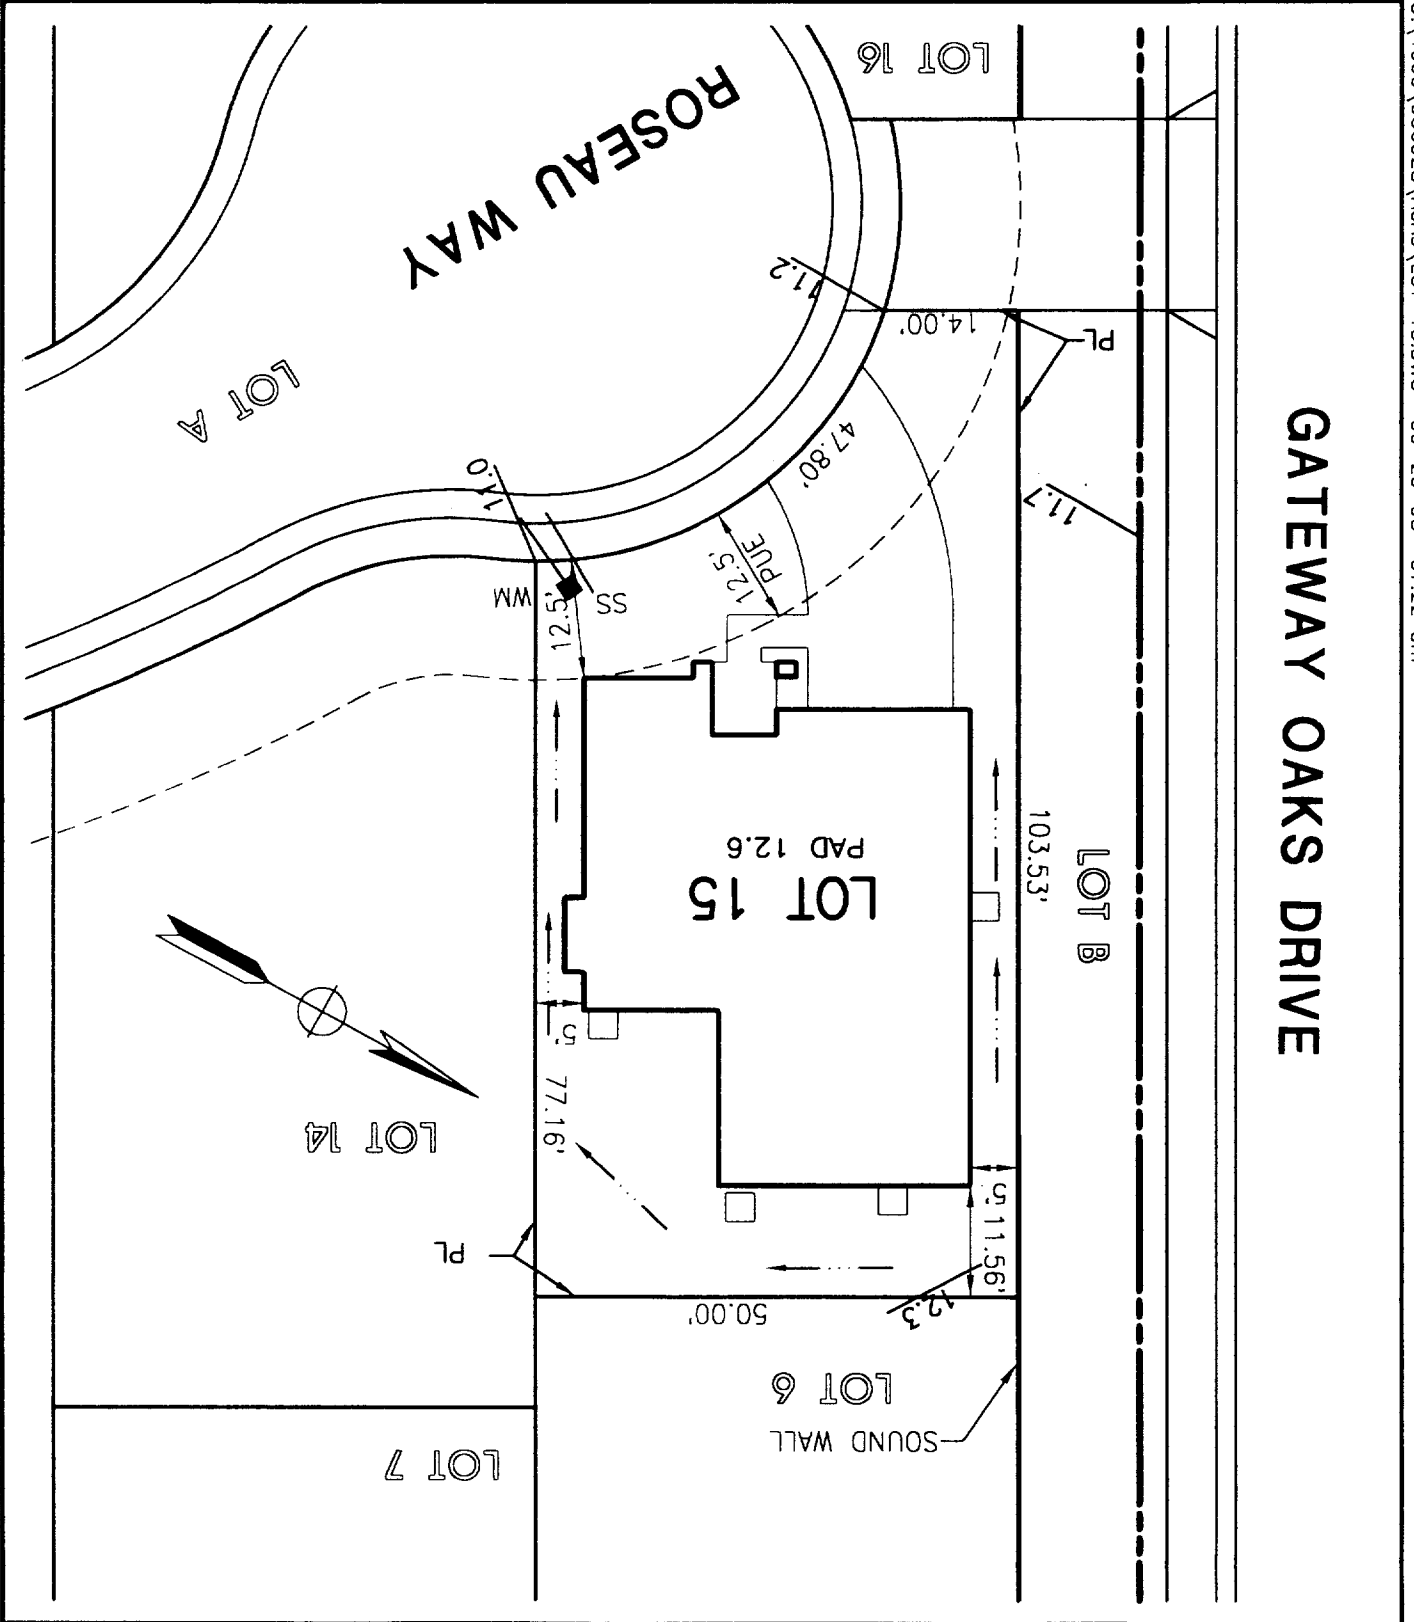 GATEWAY OAKS DRIVE
SOUND WALL
LOT 6
LOT 7
12.3
50.00'
11.56'
5'
PL
LOT 14
77.16'
5'
LOT B
103.53'
LOT 15
PAD 12.6
12.5'
WM
SS
12.5'
PUE
11.7
11.0
47.80'
LOT A
PL
14.00'
11.2
ROSEAU WAY
LOT 16